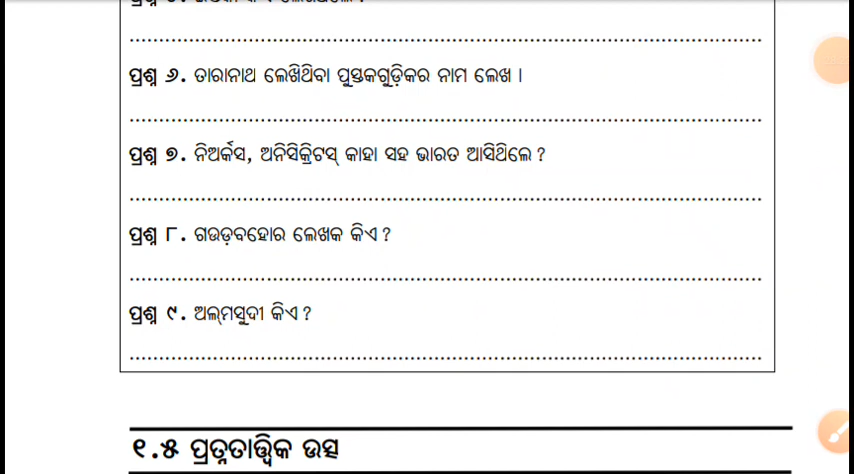 ପ୍ରଶ୍ନ ୬. ତାରାନାଥ ଲେଖିଥିବା ପୁସ୍ତକଗୁଡ଼ିକର ନାମ ଲେଖ ।
ପ୍ରଶ୍ନ ୭. ନିଅର୍କସ, ଅନିସିକ୍ରିଟସ୍ କାହା ସହ ଭାରତ ଆସିଥିଲେ ?
ପ୍ରଶ୍ନ ୮. ଗଉଡ଼ବହୋର ଲେଖକ କିଏ ?
ପ୍ରଶ୍ନ ୯. ଅଲ୍‌ମସୁଦୀ କିଏ ?
୧.୫ ପ୍ରତ୍ନତାତ୍ତ୍ୱିକ ଉତ୍ସ